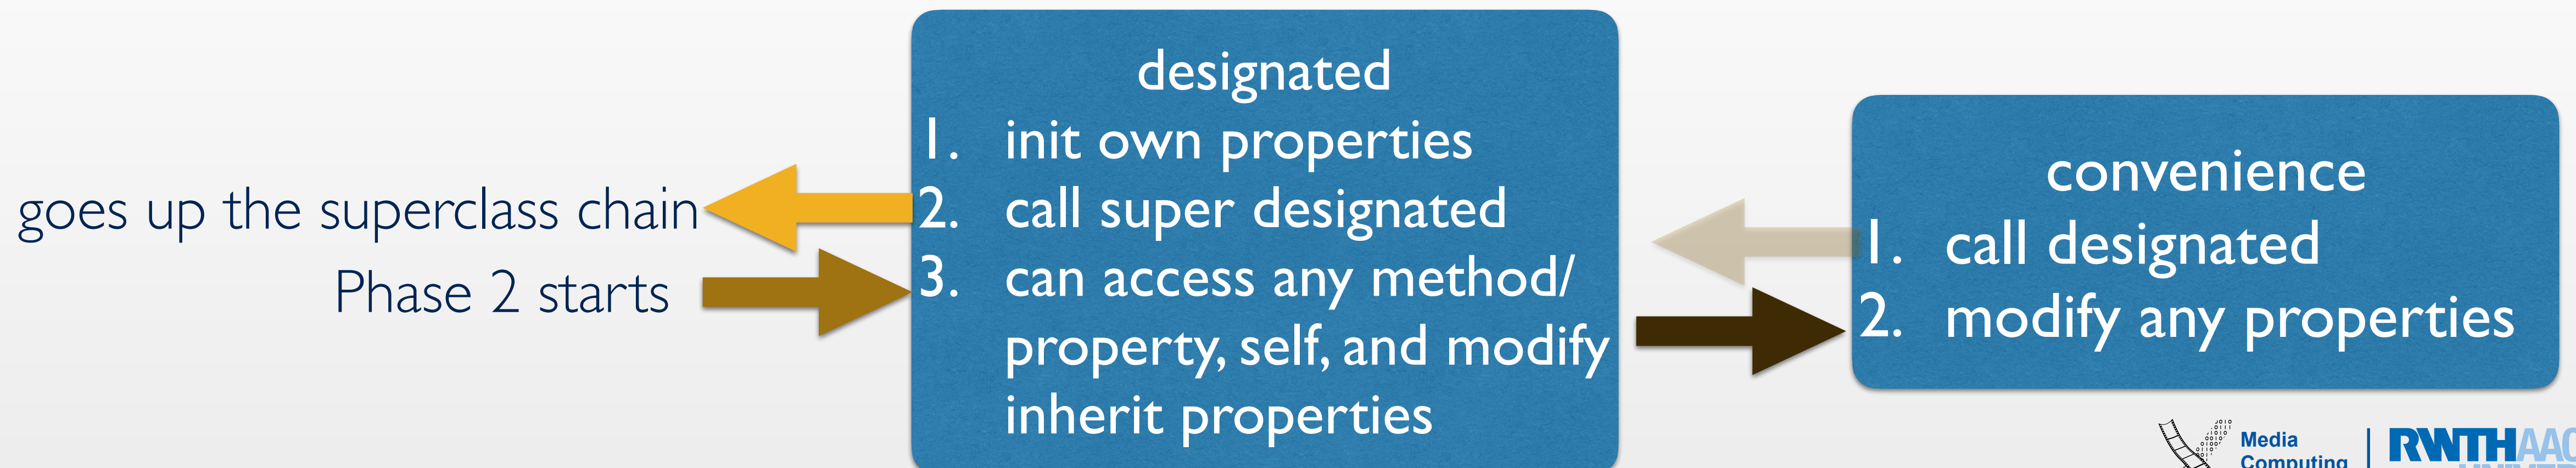 goes up the superclass chain
Phase 2 starts
designated
1. init own properties
2. call super designated
3. can access any method/
property, self, and modify
inherit properties
convenience
1. call designated
2. modify any properties
Media
Computing
RWTH